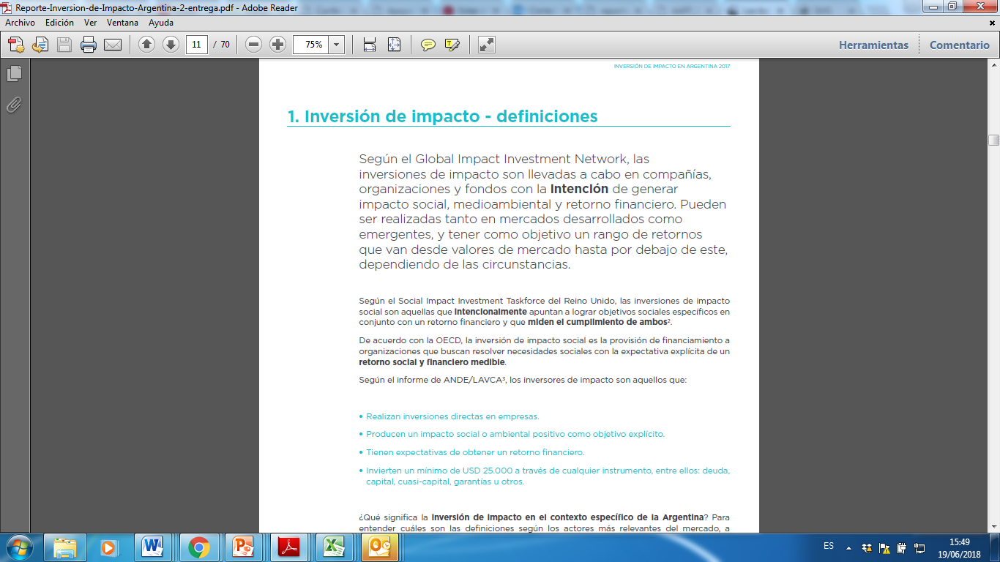 Reporte-Inversion-de-Impacto-Argentina-2-entrega.pdf - Adobe Reader
Archivo Edición Ver Ventana Ayuda
11 / 70 75% Herramientas Comentario
INVERSIÓN DE IMPACTO EN ARGENTINA 2017
1. Inversión de impacto - definiciones
Según el Global Impact Investment Network, las
inversiones de impacto son llevadas a cabo en compañías,
organizaciones y fondos con la intención de generar
impacto social, medioambiental y retorno financiero. Pueden
ser realizadas tanto en mercados desarrollados como
emergentes, y tener como objetivo un rango de retornos
que van desde valores de mercado hasta por debajo de este,
dependiendo de las circunstancias.
Según el Social Impact Investment Taskforce del Reino Unido, las inversiones de impacto
social son aquellas que intencionalmente apuntan a lograr objetivos sociales específicos en
conjunto con un retorno financiero y que miden el cumplimiento de ambos².
De acuerdo con la OECD, la inversión de impacto social es la provisión de financiamiento a
organizaciones que buscan resolver necesidades sociales con la expectativa explícita de un
retorno social y financiero medible.
Según el informe de ANDE/LAVCA³, los inversores de impacto son aquellos que:
• Realizan inversiones directas en empresas.
• Producen un impacto social o ambiental positivo como objetivo explícito.
• Tienen expectativas de obtener un retorno financiero.
• Invierten un mínimo de USD 25.000 a través de cualquier instrumento, entre ellos: deuda,
capital, cuasi-capital, garantías u otros.
¿Qué significa la inversión de impacto en el contexto específico de la Argentina? Para
entender cuáles son las definiciones según los actores más relevantes del mercado, a
ES 15:49
19/06/2018